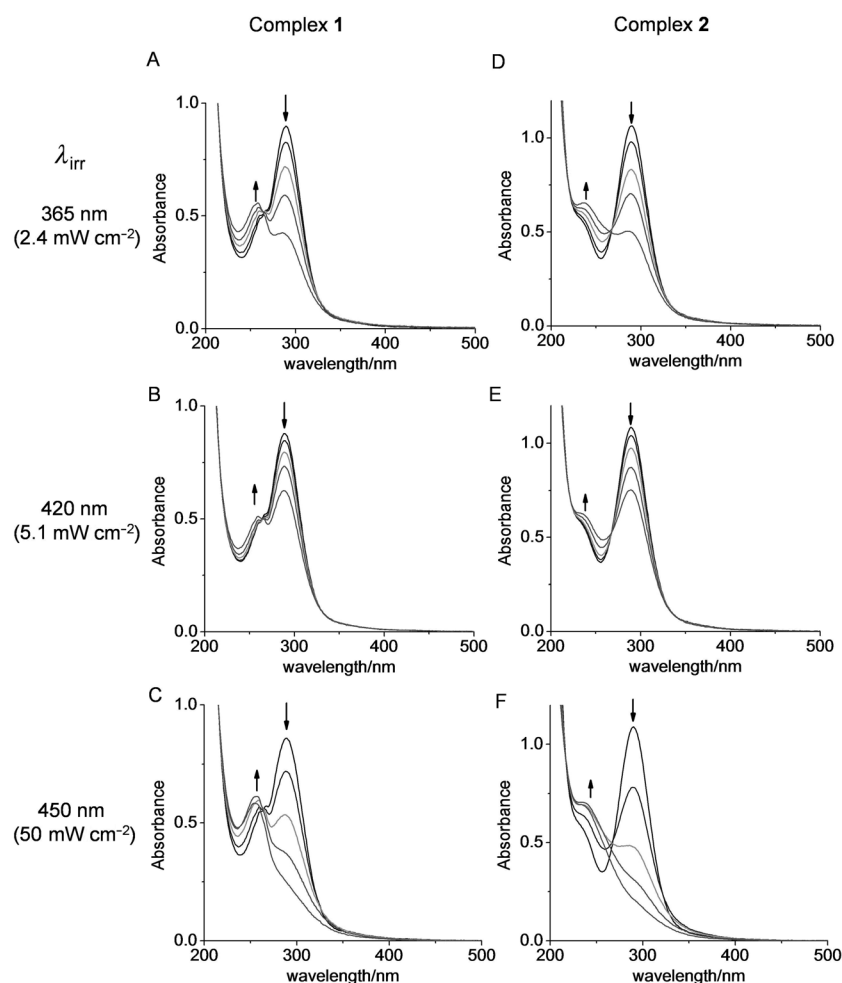 Complex 1
Complex 2
λirr
365 nm
(2.4 mW cm⁻²)
A
1.0
0.5
0.0
Absorbance
200 300 400 500
wavelength/nm
D
1.0
0.5
0.0
Absorbance
200 300 400 500
wavelength/nm
420 nm
(5.1 mW cm⁻²)
B
1.0
0.5
0.0
Absorbance
200 300 400 500
wavelength/nm
E
1.0
0.5
0.0
Absorbance
200 300 400 500
wavelength/nm
450 nm
(50 mW cm⁻²)
C
1.0
0.5
0.0
Absorbance
200 300 400 500
wavelength/nm
F
1.0
0.5
0.0
Absorbance
200 300 400 500
wavelength/nm